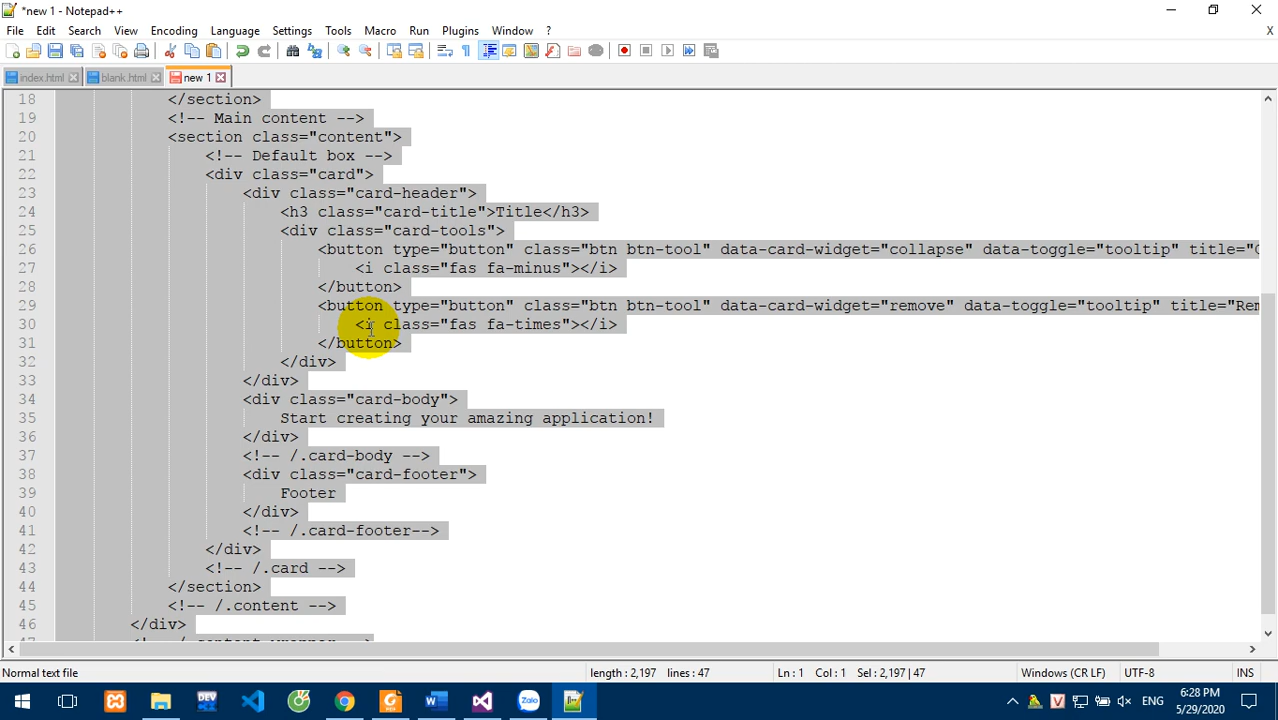 *new 1 - Notepad++
File Edit Search View Encoding Language Settings Tools Macro Run Plugins Window ? X
index.html blank.html new 1
18 </section>
19 <!-- Main content -->
20 <section class="content">
21 <!-- Default box -->
22 <div class="card">
23 <div class="card-header">
24 <h3 class="card-title">Title</h3>
25 <div class="card-tools">
26 <button type="button" class="btn btn-tool" data-card-widget="collapse" data-toggle="tooltip" title="C
27 <i class="fas fa-minus"></i>
28 </button>
29 <button type="button" class="btn btn-tool" data-card-widget="remove" data-toggle="tooltip" title="Rem
30 <i class="fas fa-times"></i>
31 </button>
32 </div>
33 </div>
34 <div class="card-body">
35 Start creating your amazing application!
36 </div>
37 <!-- /.card-body -->
38 <div class="card-footer">
39 Footer
40 </div>
41 <!-- /.card-footer-->
42 </div>
43 <!-- /.card -->
44 </section>
45 <!-- /.content -->
46 </div>
Normal text file length : 2,197 lines : 47 Ln : 1 Col : 1 Sel : 2,197 | 47 Windows (CR LF) UTF-8 INS
DEV Zalo ENG 6:28 PM
5/29/2020